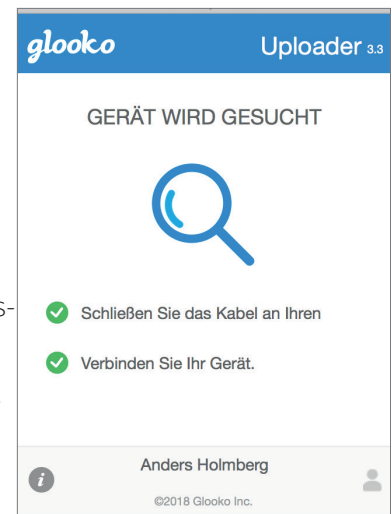 glooko
Uploader 3.3
GERÄT WIRD GESUCHT
s-
Schließen Sie das Kabel an Ihren
Verbinden Sie Ihr Gerät.
i
Anders Holmberg
©2018 Glooko Inc.